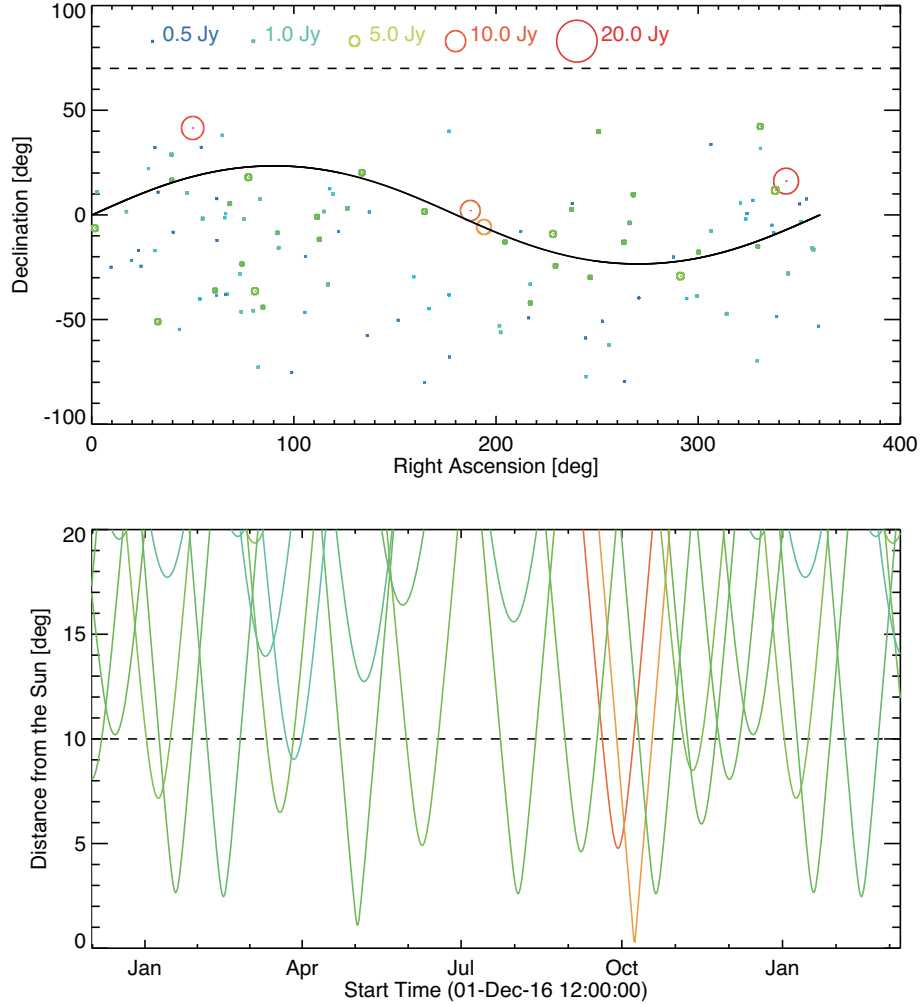 100
0.5 Jy 1.0 Jy 5.0 Jy 10.0 Jy 20.0 Jy
50
0
-50
-100
Declination [deg]
0 100 200 300 400
Right Ascension [deg]
20
15
10
5
0
Distance from the Sun [deg]
Jan Apr Jul Oct Jan
Start Time (01-Dec-16 12:00:00)